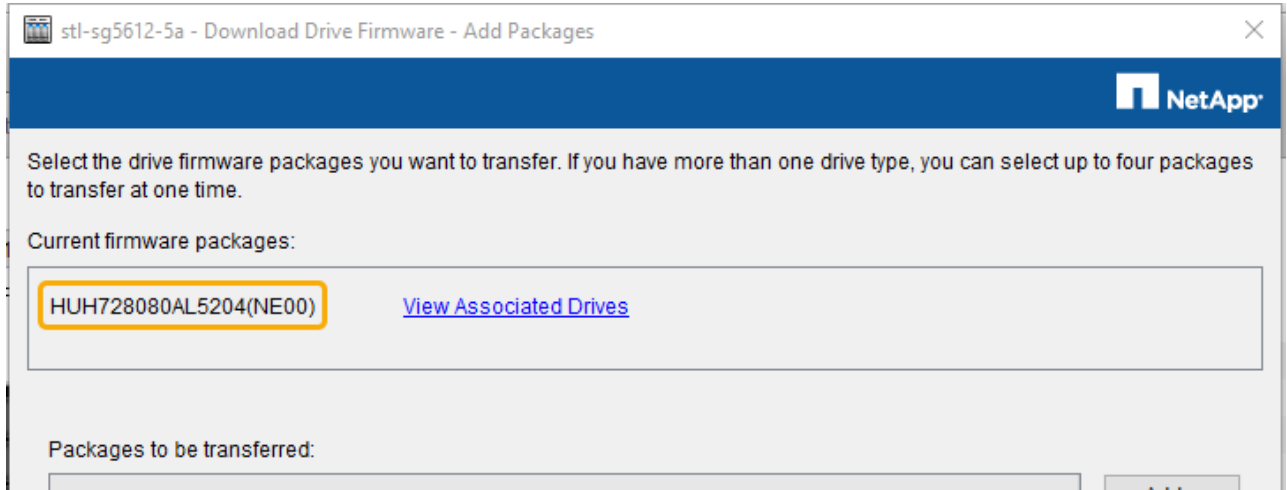 stl-sg5612-5a - Download Drive Firmware - Add Packages
NetApp
Select the drive firmware packages you want to transfer. If you have more than one drive type, you can select up to four packages
to transfer at one time.
Current firmware packages:
HUH728080AL5204(NE00) View Associated Drives
Packages to be transferred: